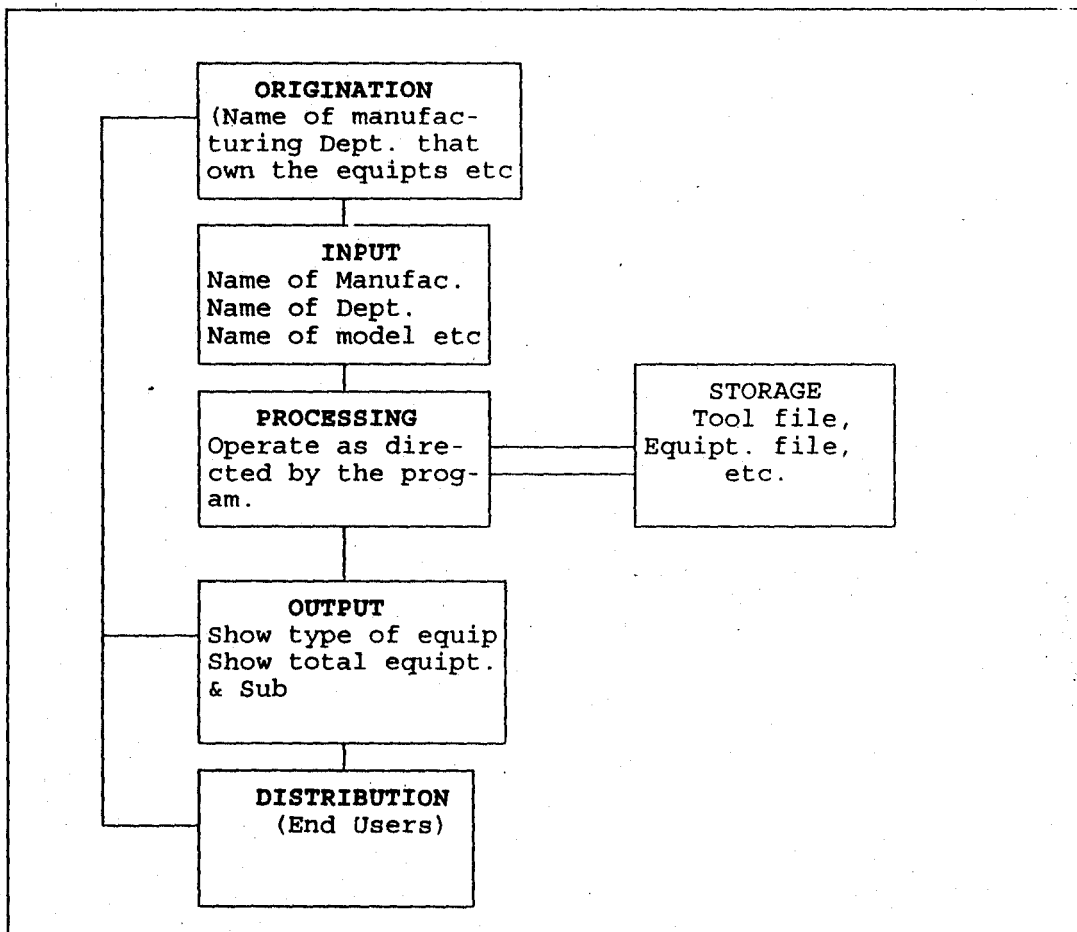 ORIGINATION
(Name of manufac-
turing Dept. that
own the equipts etc
INPUT
Name of Manufac.
Name of Dept.
Name of model etc
PROCESSING
Operate as dire-
cted by the prog-
am.
STORAGE
Tool file,
Equipt. file,
etc.
OUTPUT
Show type of equip
Show total equipt.
& Sub
DISTRIBUTION
(End Users)